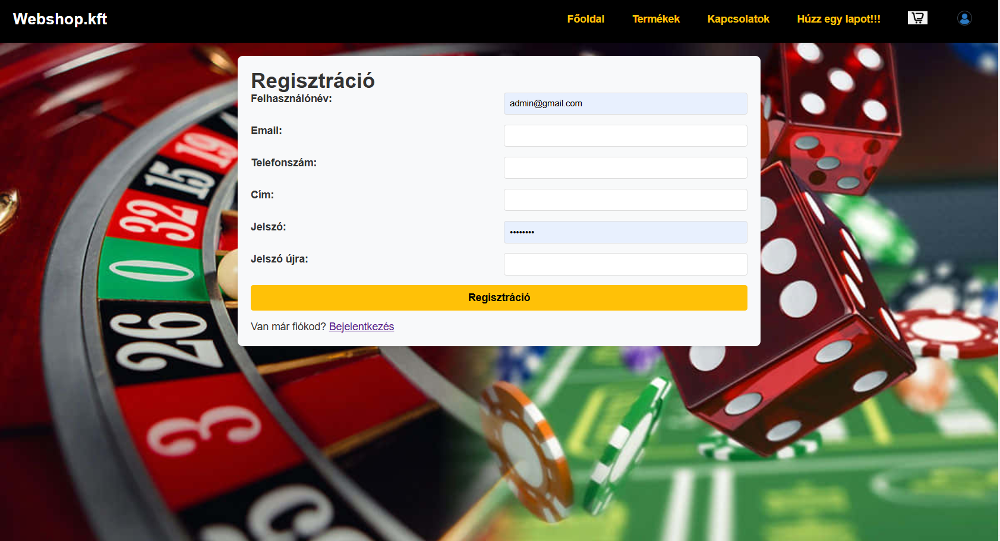 Webshop.kft Főoldal Termékek Kapcsolatok Húzz egy lapot!!!
Regisztráció
Felhasználónév: admin@gmail.com
Email:
Telefonszám:
Cím:
Jelszó: ••••••••
Jelszó újra:
Regisztráció
Van már fiókod? Bejelentkezés
19
15
32
0
26
3